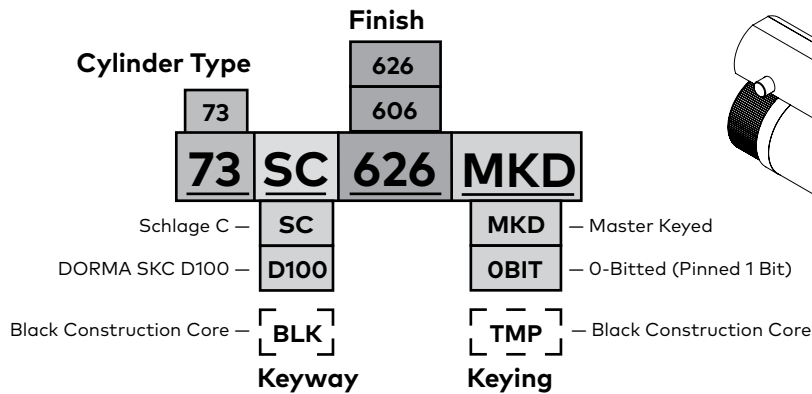 Finish
626
Cylinder Type
73
606
73 SC 626 MKD
Schlage C — SC
MKD — Master Keyed
DORMA SKC D100 — D100
0BIT — 0-Bitted (Pinned 1 Bit)
Black Construction Core — BLK
TMP — Black Construction Core
Keyway
Keying